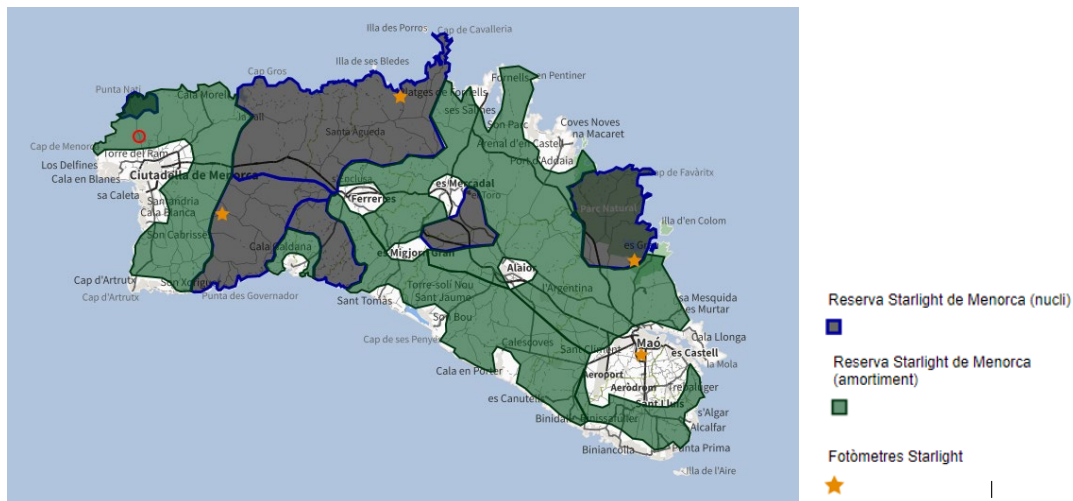 Illa des Porros
Cap de Cavalleria
Illa de ses Bledes
Cap Gros
Fornells
en Pentiner
Punta Nati
Cala Morell
Platges de Fornells
ses Salines
Coves Noves
Son Parc
na Macaret
Santa Àgueda
Arenal d'en Castell
Cap de Menorca
Torre del Ram
Port d'Addaia
Los Delfines
Ciutadella de Menorca
Cap de Favàritx
Cala en Blanes
es Mercadal
sa Caleta
el Toro
Ferreries
Santandria
Parc Natural
Cala Blanca
Illa d'en Colom
Son Cabrisses
Cala Galdana
es Migjorn Gran
es Grau
Alaior
Cap d'Artrutx
Son Xoriguer
Torre-soli Nou
l'Argentina
Cap d'Artrutx
Punta des Governador
Sant Tomàs
Sant Jaume
sa Mesquida
es Murtar
Son Bou
Cala Llonga
Cap de ses Penyes
Calescoves
Sant Climent
Maó
es Castell
la Mola
Cala en Porter
Aeroport
Aeròdrom
Trebalúger
es Canutells
Sant Lluís
s'Algar
Binidalí
Binissafúller
Alcalfar
Biniancolla
Punta Prima
Illa de l'Aire
Reserva Starlight de Menorca (nucli)
Reserva Starlight de Menorca
(amortiment)
Fotòmetres Starlight